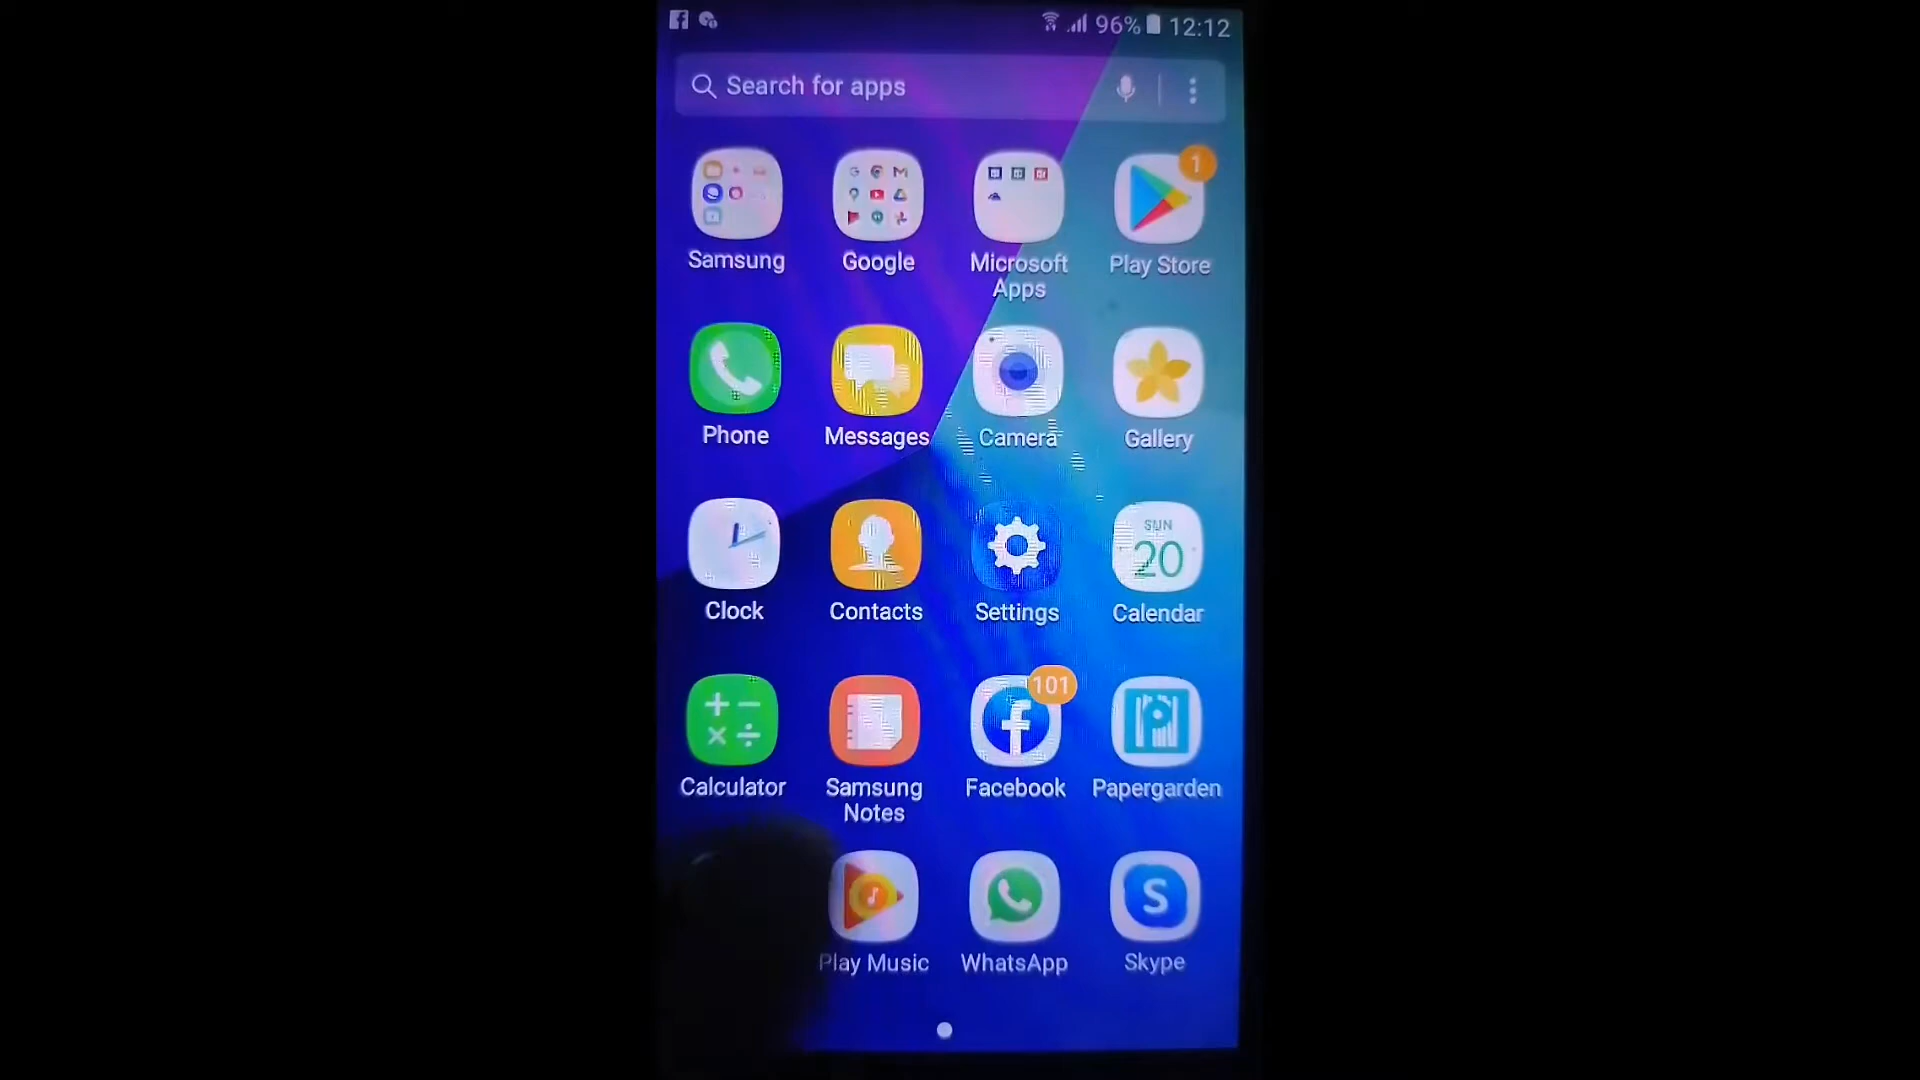 96% 12:12
Search for apps
1
Samsung
Google
Microsoft
Apps
Play Store
Phone
Messages
Camera
Gallery
SUN
20
Clock
Contacts
Settings
Calendar
101
Calculator
Samsung
Notes
Facebook
Papergarden
Play Music
WhatsApp
Skype